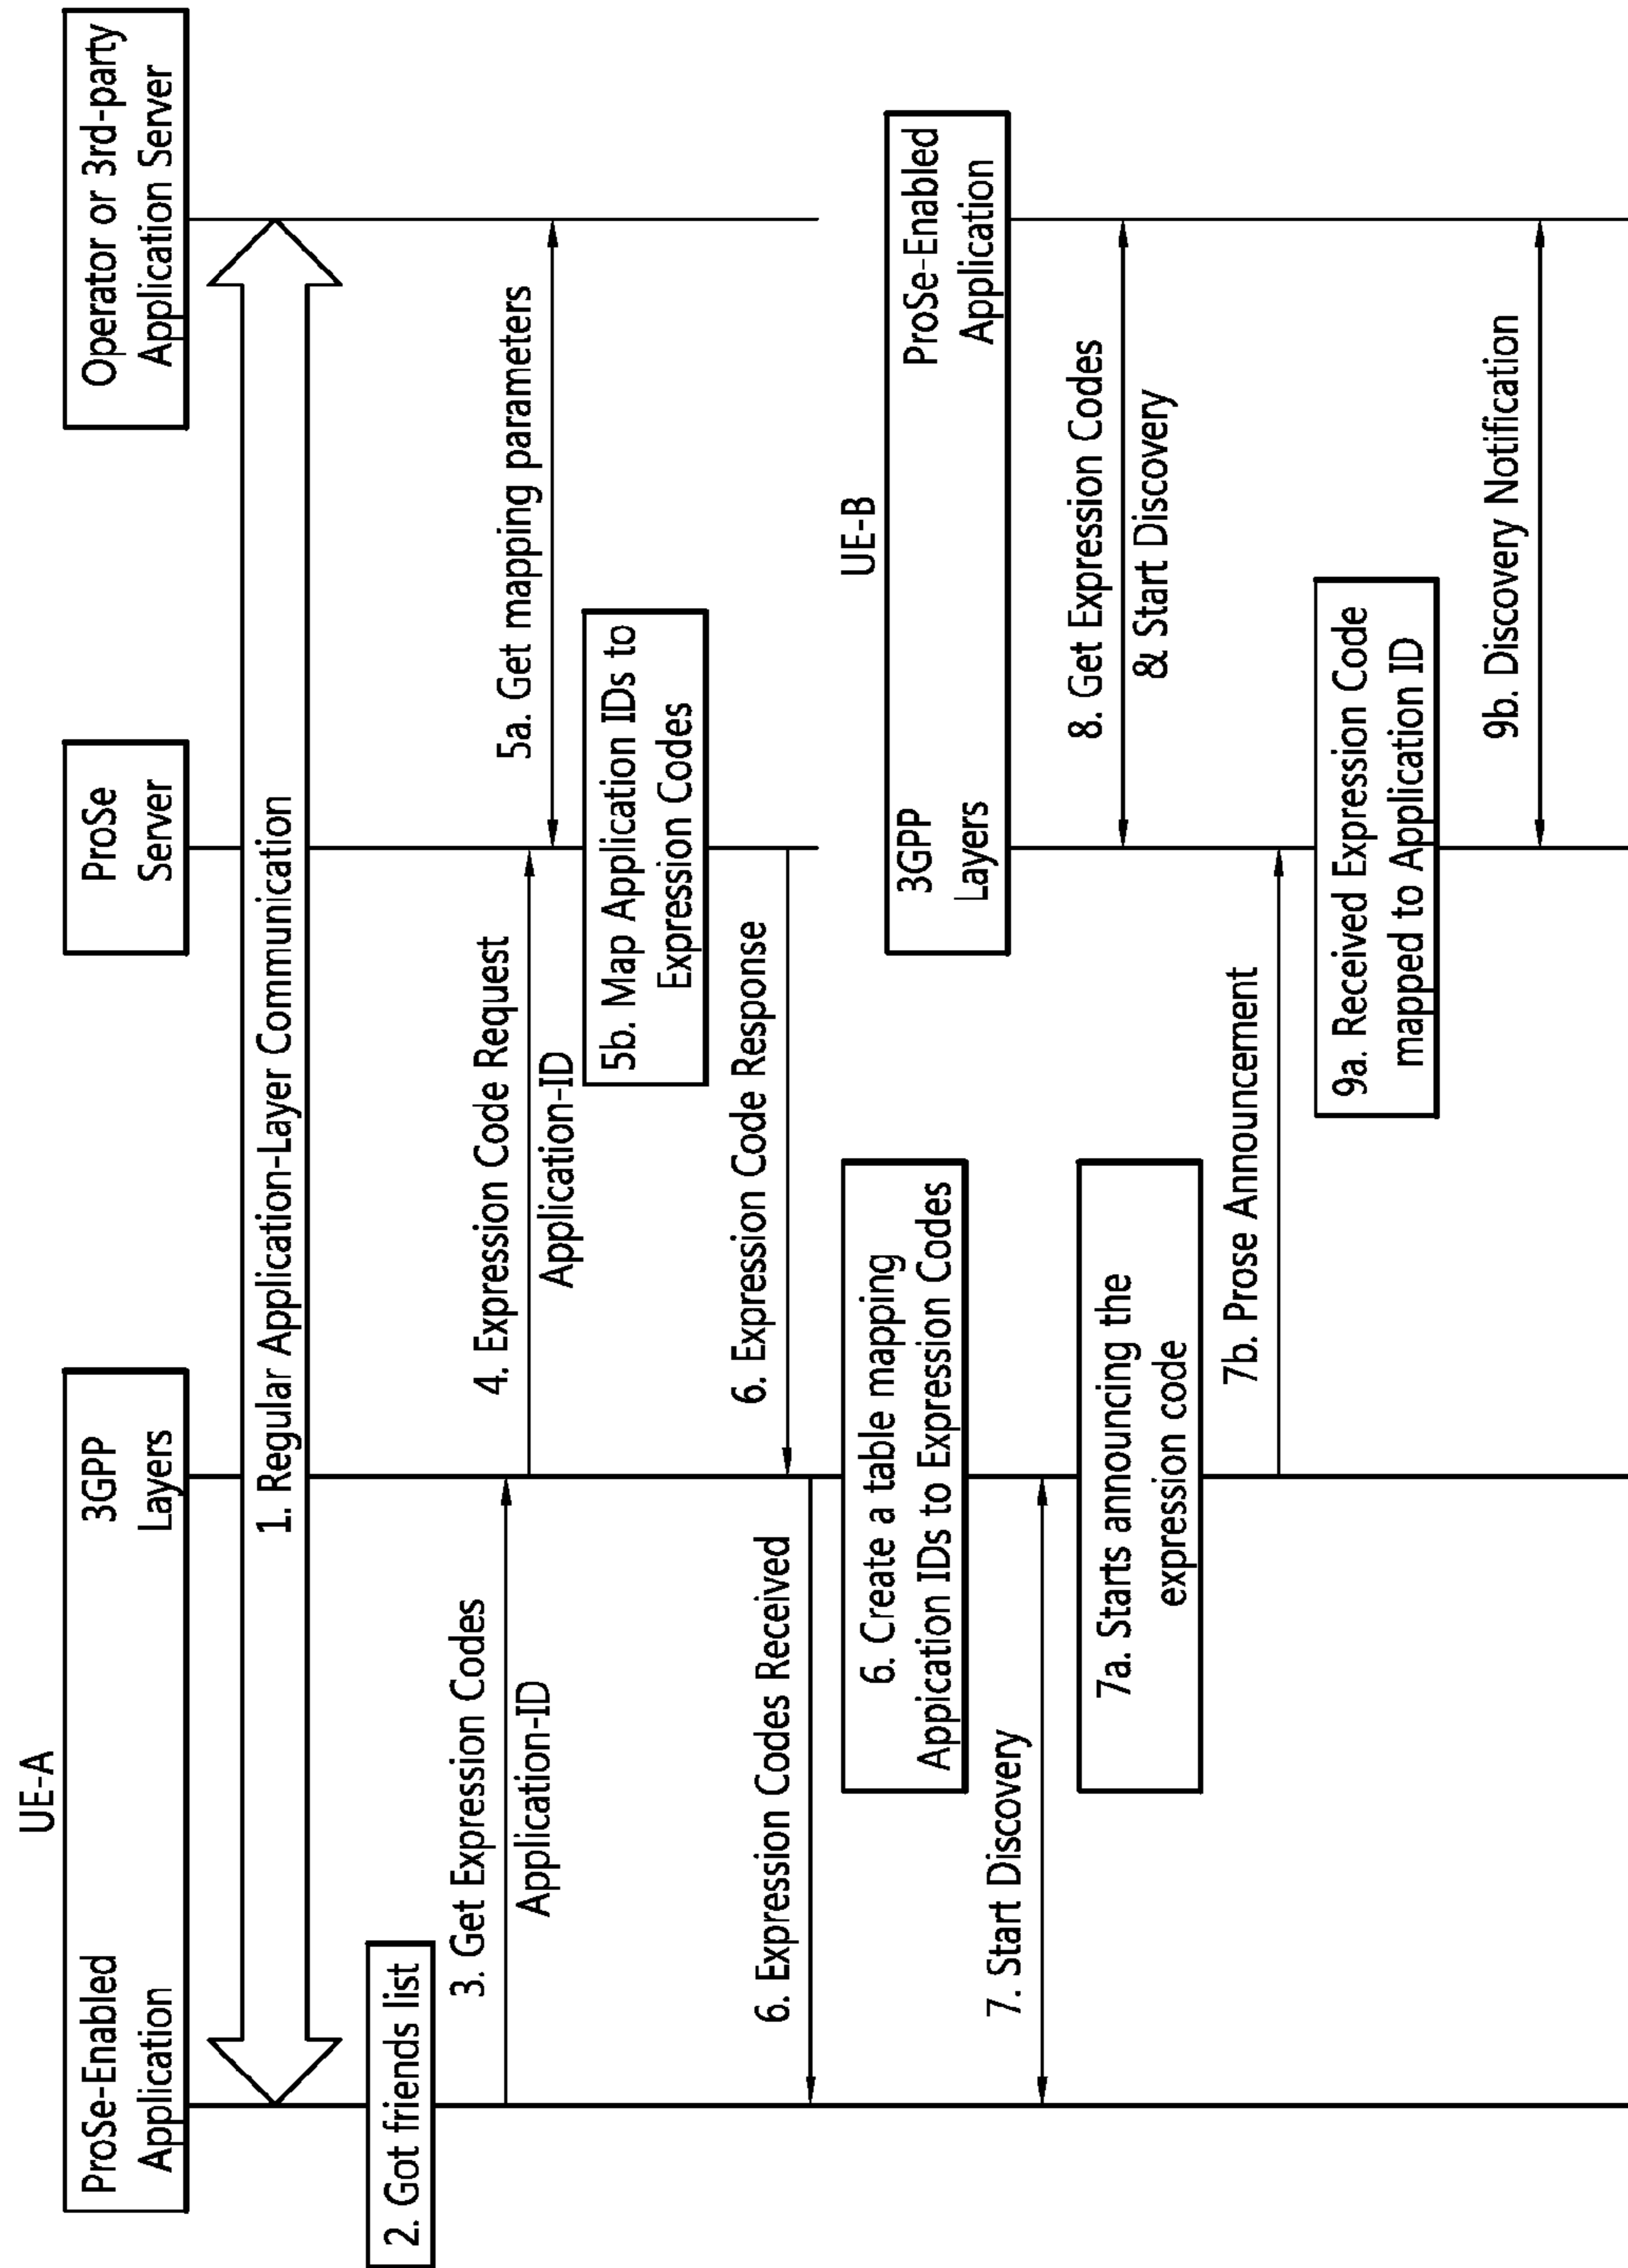 UE-A
ProSe-Enabled
Application
3GPP
Layers
ProSe
Server
Operator or 3rd-party
Application Server
1. Regular Application-Layer Communication
2. Got friends list
3. Get Expression Codes
Application-ID
4. Expression Code Request
Application-ID
5a. Get mapping parameters
5b. Map Application IDs to
Expression Codes
6. Expression Code Response
6. Expression Codes Received
6. Create a table mapping
Appication IDs to Expression Codes
UE-B
3GPP
Layers
ProSe-Enabled
Application
7. Start Discovery
7a. Starts announcing the
expression code
8. Get Expression Codes
& Start Discovery
7b. Prose Announcement
9a. Received Expression Code
mapped to Application ID
9b. Discovery Notification